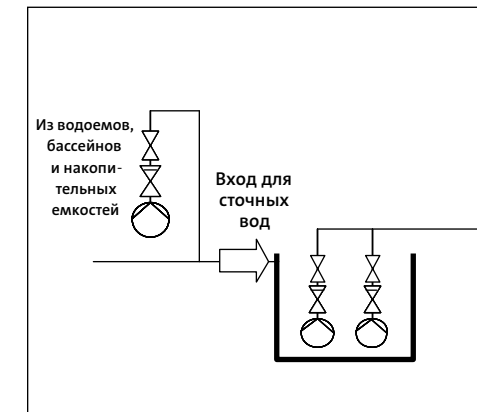 Из водоемов,
бассейнов
и накопи-
тельных
емкостей
Вход для
сточных
вод